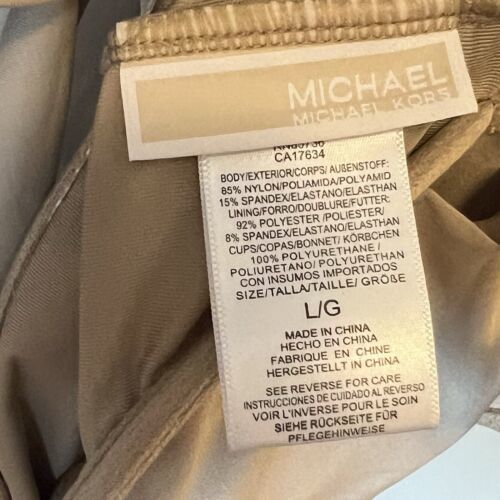 MICHAEL
MICHAEL KORS
CA17634
BODY/EXTERIOR/CORPS/ AUßENSTOFF:
85% NYLON/POLIAMIDA/POLYAMID
15% SPANDEX/ELASTANO/ELASTHAN
LINING/FORRO/DOUBLURE/FUTTER:
92% POLYESTER /POLIESTER/
8% SPANDEX/ELASTANO/ELASTHAN
CUPS/COPAS/BONNET/ KÖRBCHEN
100% POLYURETHANE/
POLIURETANO/ POLYURETHAN
CON INSUMOS IMPORTADOS
SIZE/TALLA/TAILLE/ GRÖßE
L/G
MADE IN CHINA
HECHO EN CHINA
FABRIQUE EN CHINE
HERGESTELLT IN CHINA
SEE REVERSE FOR CARE
INSTRUCCIONES DE CUIDADO AL REVERSO
VOIR L'INVERSE POUR LE MODE
SIEHE RÜCKSEITE FÜR
PFLEGEHINWEISE